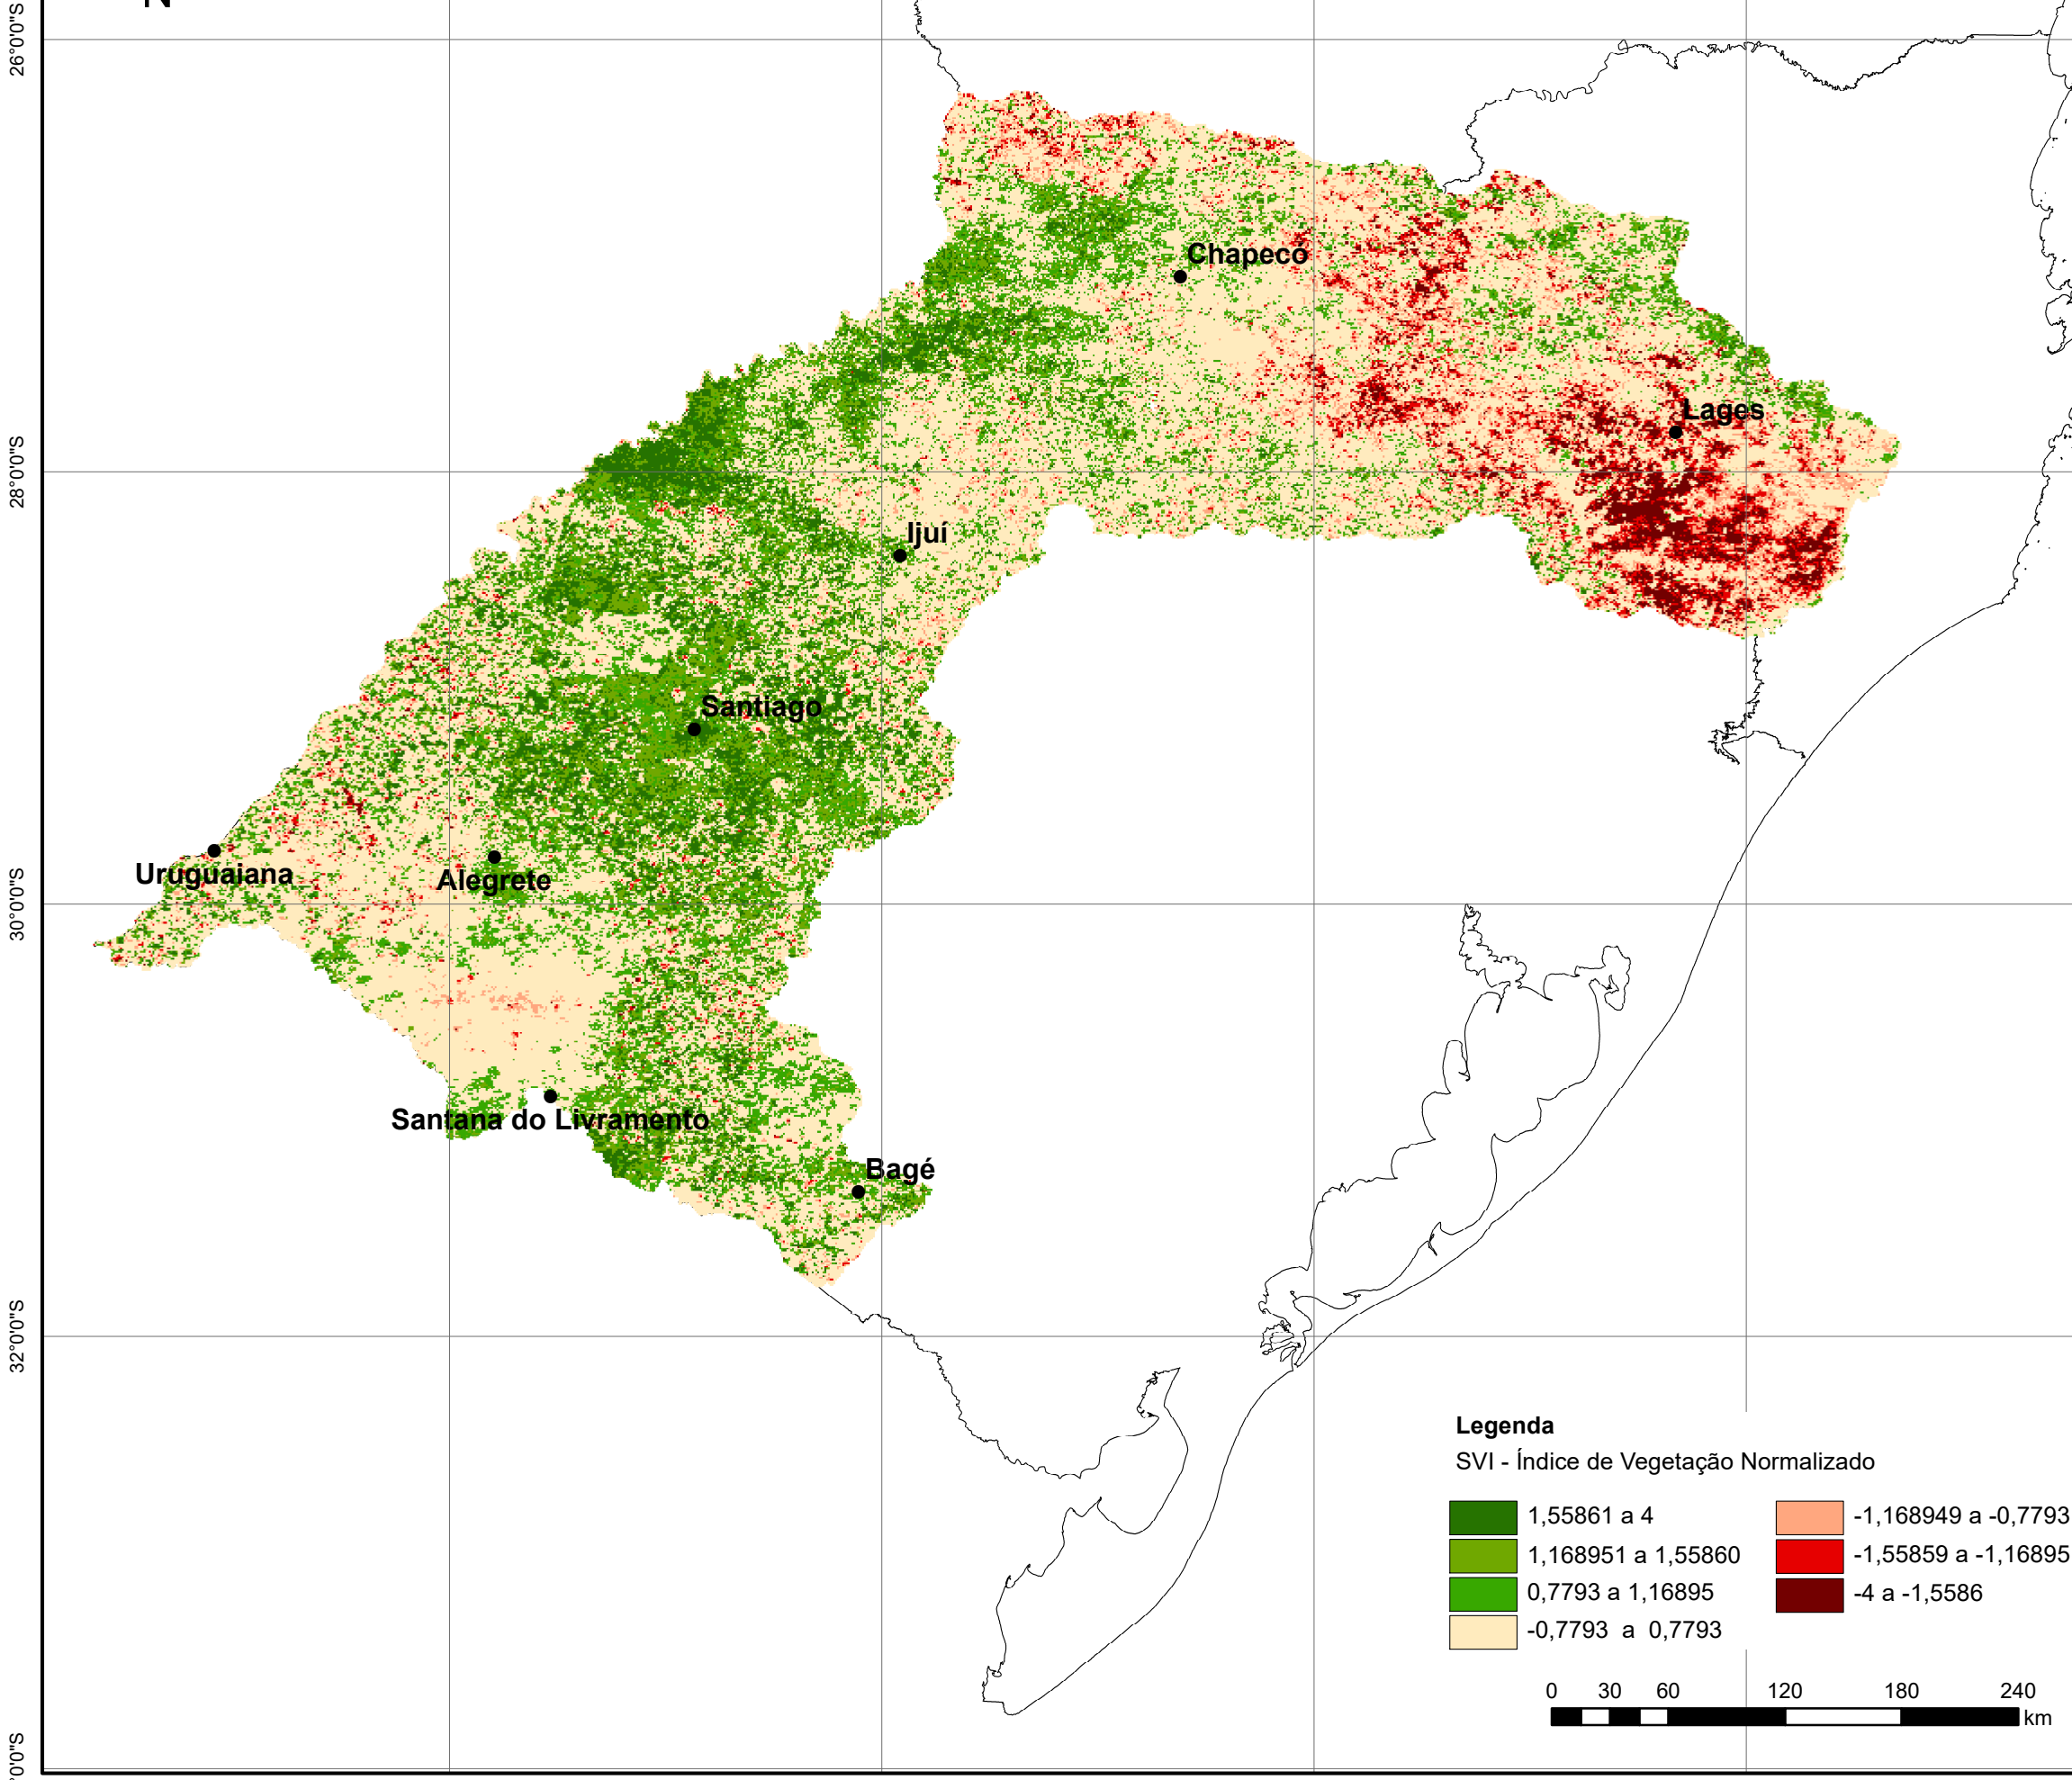 N
26°0'0"S
Chapecó
Lages
28°0'0"S
Ijuí
Santiago
Uruguaiana
Alegrete
30°0'0"S
Santana do Livramento
Bagé
32°0'0"S
Legenda
SVI - Índice de Vegetação Normalizado
1,55861 a 4
1,168951 a 1,55860
0,7793 a 1,16895
-0,7793 a 0,7793
-1,168949 a -0,7793
-1,55859 a -1,16895
-4 a -1,5586
0 30 60 120 180 240
km
°0'0"S